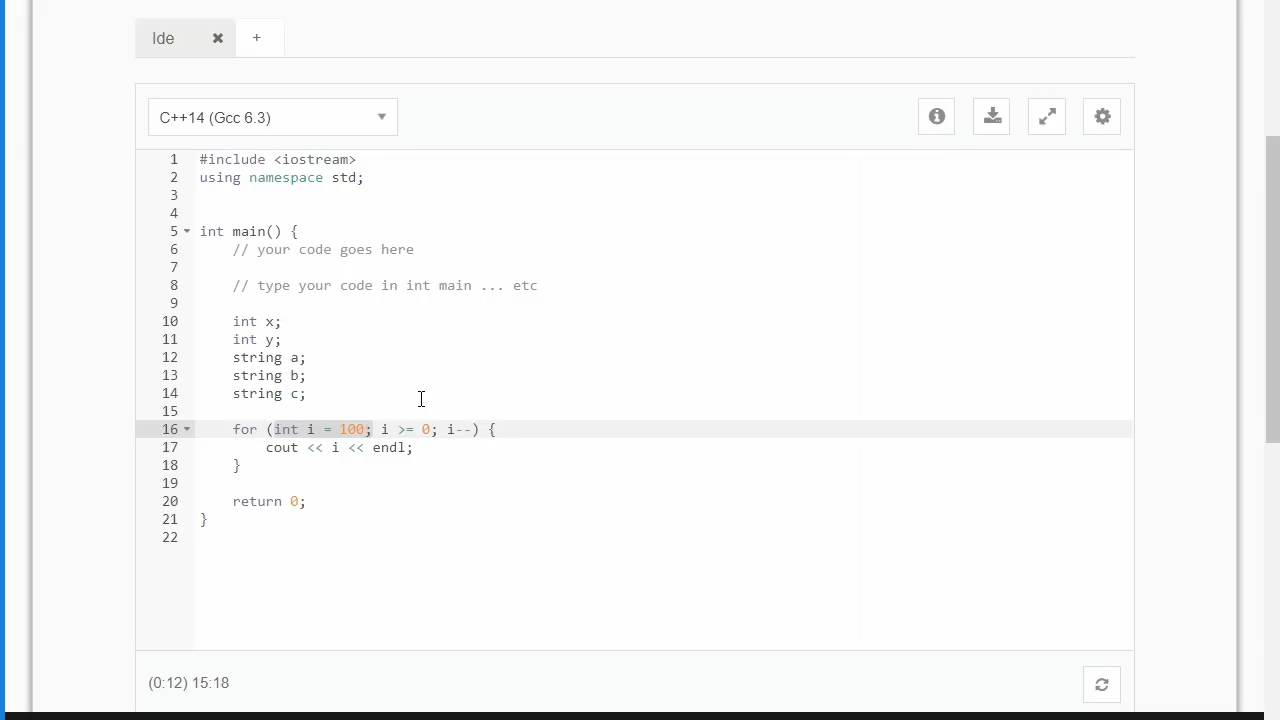 Ide ✖ +
C++14 (Gcc 6.3)
1 #include <iostream>
2 using namespace std;
3
4
5 int main() {
6 // your code goes here
7
8 // type your code in int main ... etc
9
10 int x;
11 int y;
12 string a;
13 string b;
14 string c;
15
16 for (int i = 100; i >= 0; i--) {
17 cout << i << endl;
18 }
19
20 return 0;
21 }
22
(0:12) 15:18